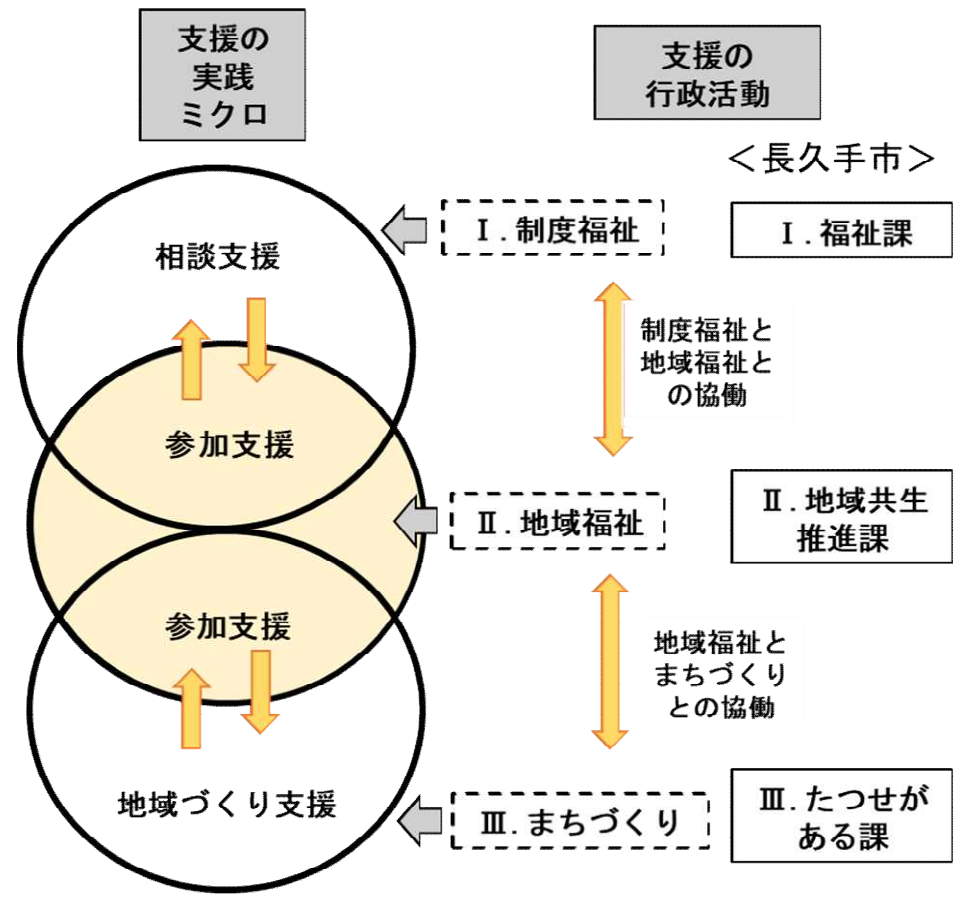 支援の
実践
ミクロ
支援の
行政活動
＜長久手市＞
相談支援
Ⅰ.制度福祉
Ⅰ.福祉課
制度福祉と
地域福祉と
の協働
参加支援
Ⅱ.地域福祉
Ⅱ.地域共生
推進課
参加支援
地域福祉と
まちづくり
との協働
地域づくり支援
Ⅲ.まちづくり
Ⅲ.たつせが
ある課